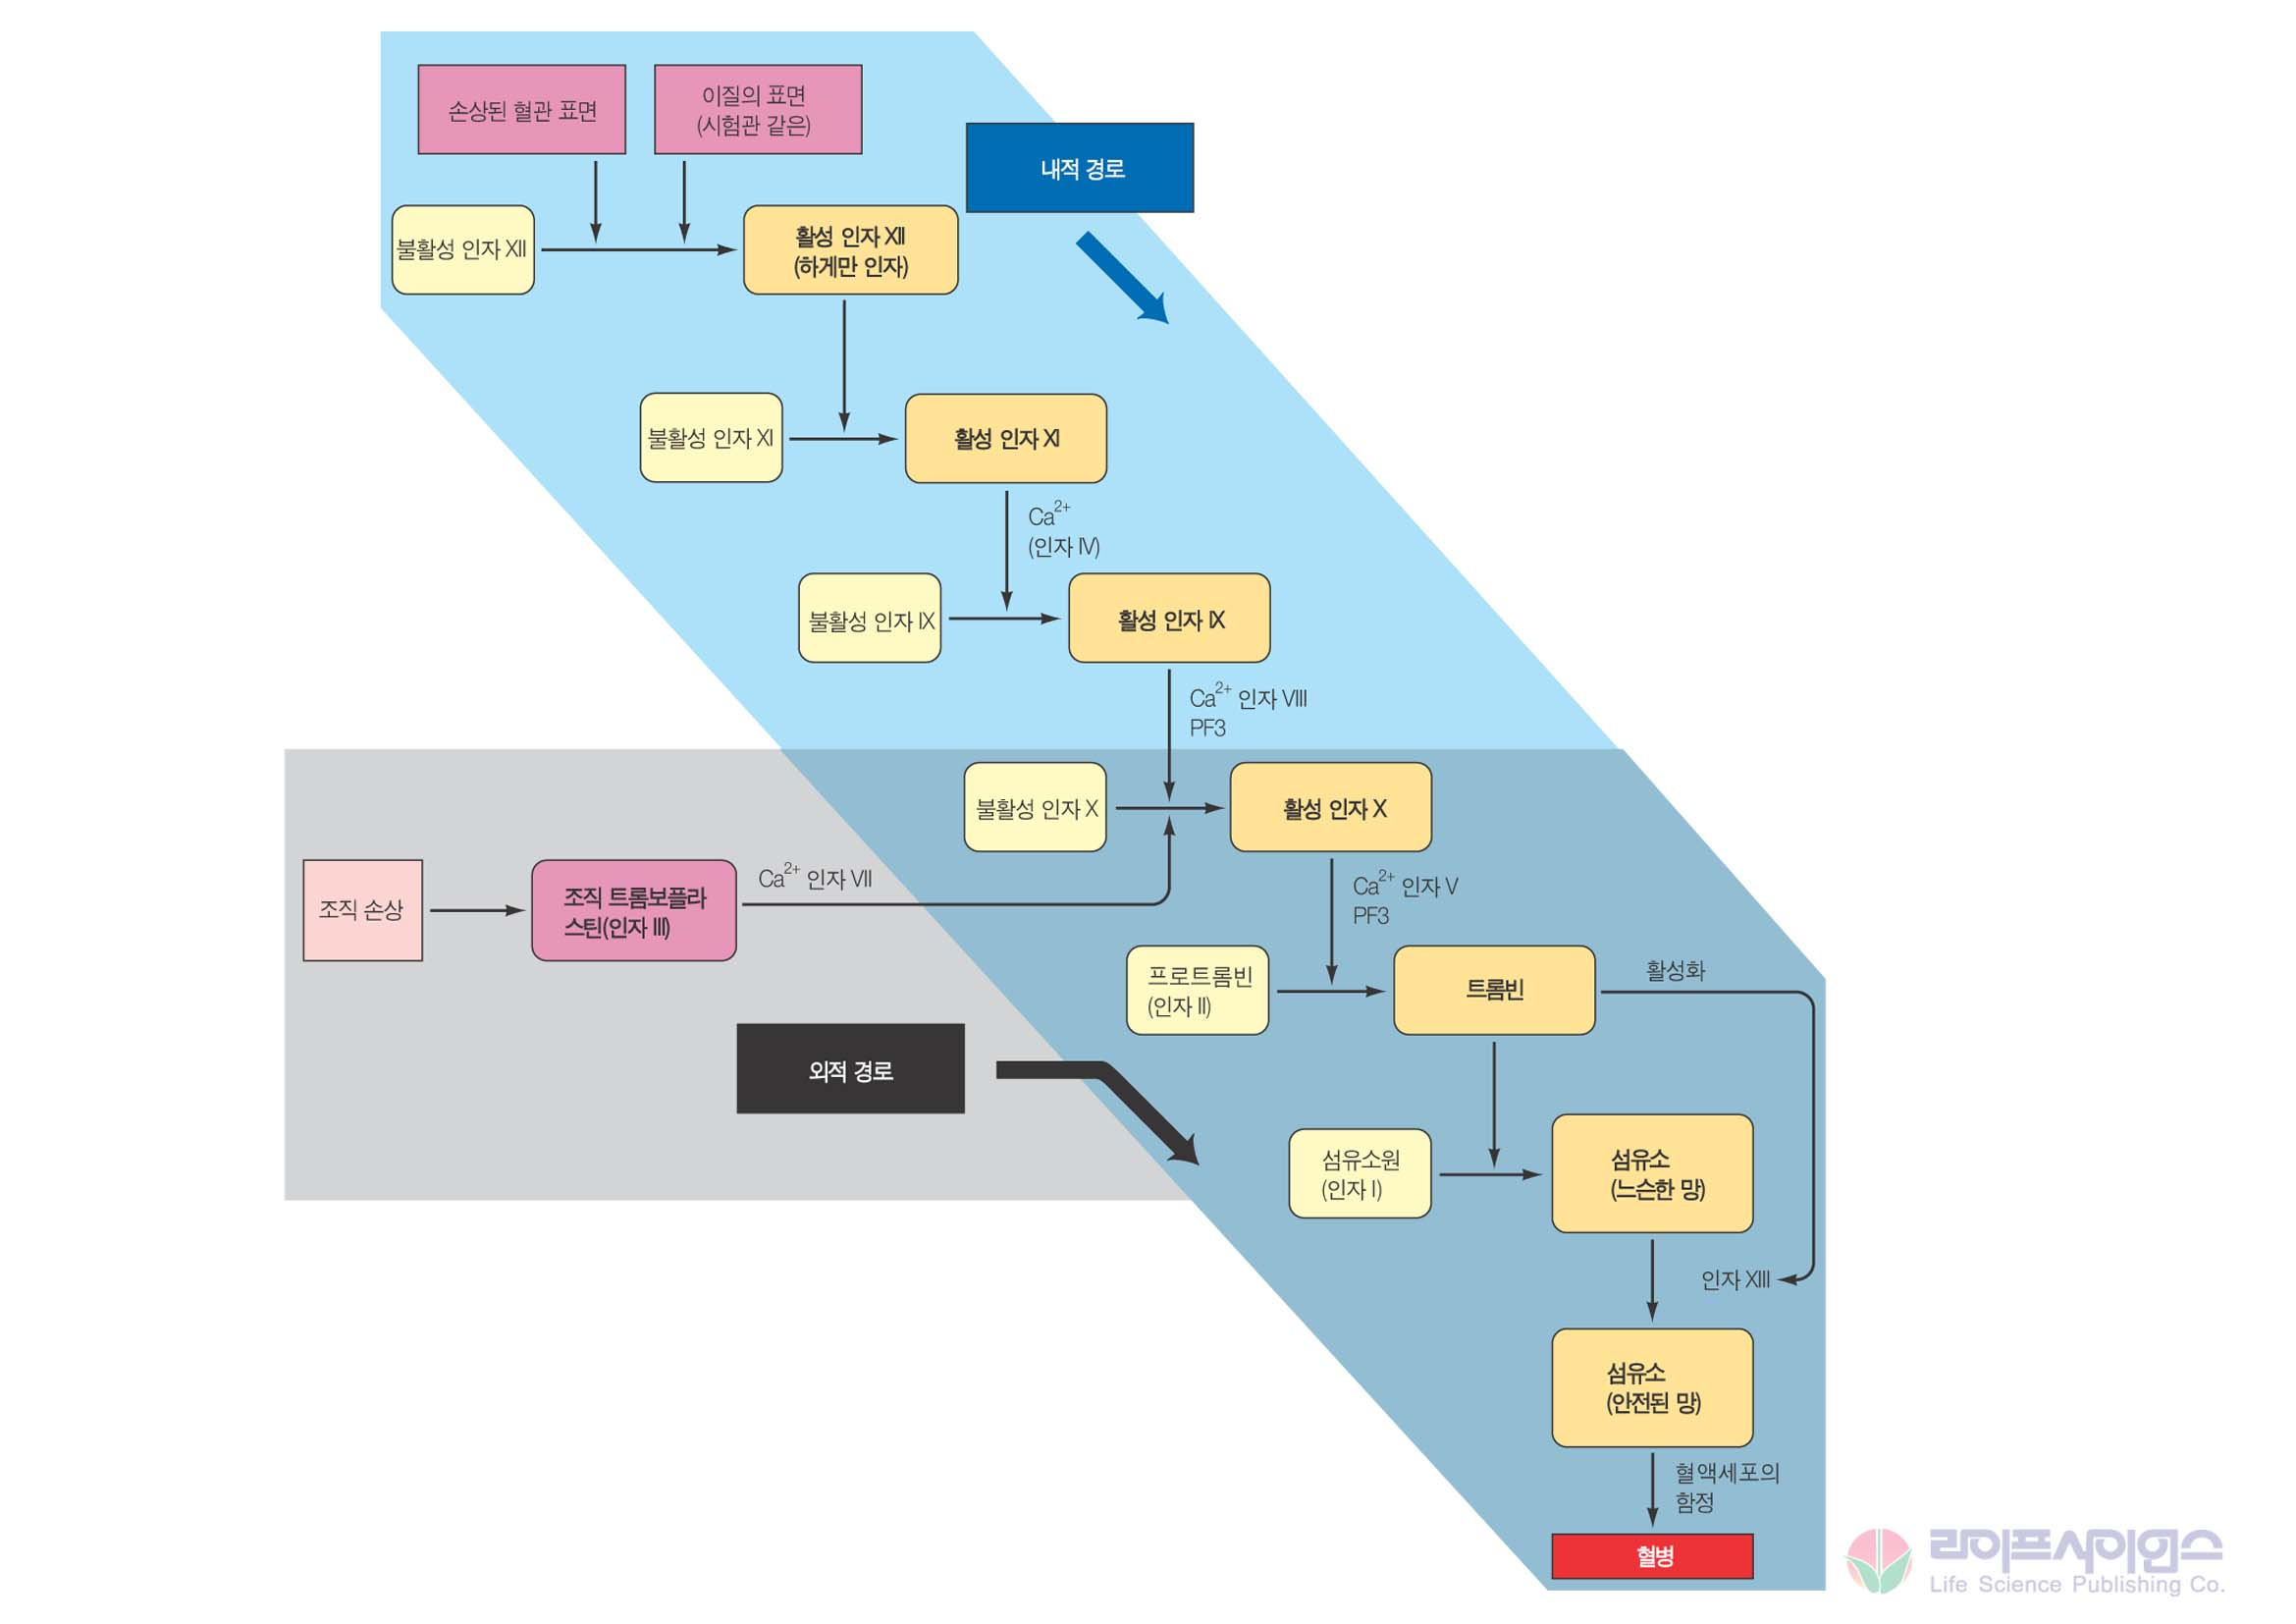 손상된 혈관 표면
이질의 표면
(시험관 같은)
내적 경로
불활성 인자 XII
활성 인자 XII
(하게만 인자)
불활성 인자 XI
활성 인자 XI
Ca2+
(인자 IV)
불활성 인자 IX
활성 인자 IX
Ca2+ 인자 VIII
PF3
불활성 인자 X
활성 인자 X
조직 손상
조직 트롬보플라
스틴(인자 III)
Ca2+ 인자 VII
Ca2+ 인자 V
PF3
프로트롬빈
(인자 II)
트롬빈
활성화
외적 경로
섬유소원
(인자 I)
섬유소
(느슨한 망)
인자 XIII
섬유소
(안전된 망)
혈액세포의
함정
혈병
라이프사이언스
Life Science Publishing Co.